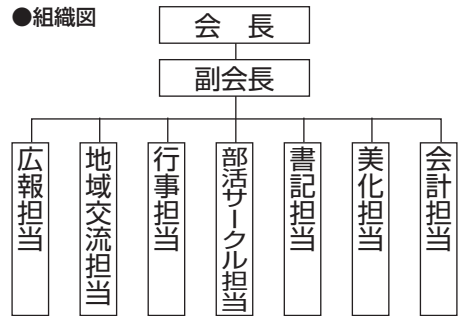 ●組織図
会　長
副会長
広報担当
地域交流担当
行事担当
部活サークル担当
書記担当
美化担当
会計担当